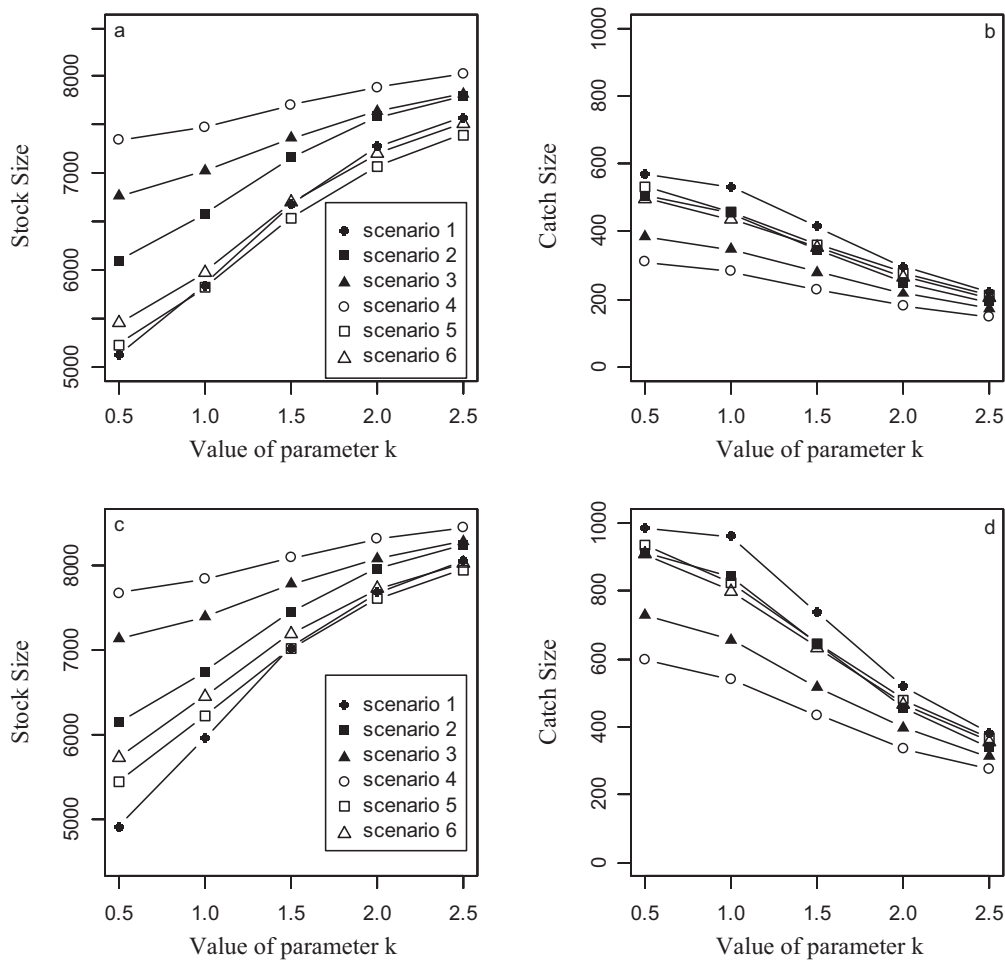 a
Stock Size
8000
7000
6000
5000
scenario 1
scenario 2
scenario 3
scenario 4
scenario 5
scenario 6
0.5 1.0 1.5 2.0 2.5
Value of parameter k
b
Catch Size
1000
800
600
400
200
0
0.5 1.0 1.5 2.0 2.5
Value of parameter k
c
Stock Size
8000
7000
6000
5000
scenario 1
scenario 2
scenario 3
scenario 4
scenario 5
scenario 6
0.5 1.0 1.5 2.0 2.5
Value of parameter k
d
Catch Size
1000
800
600
400
200
0
0.5 1.0 1.5 2.0 2.5
Value of parameter k